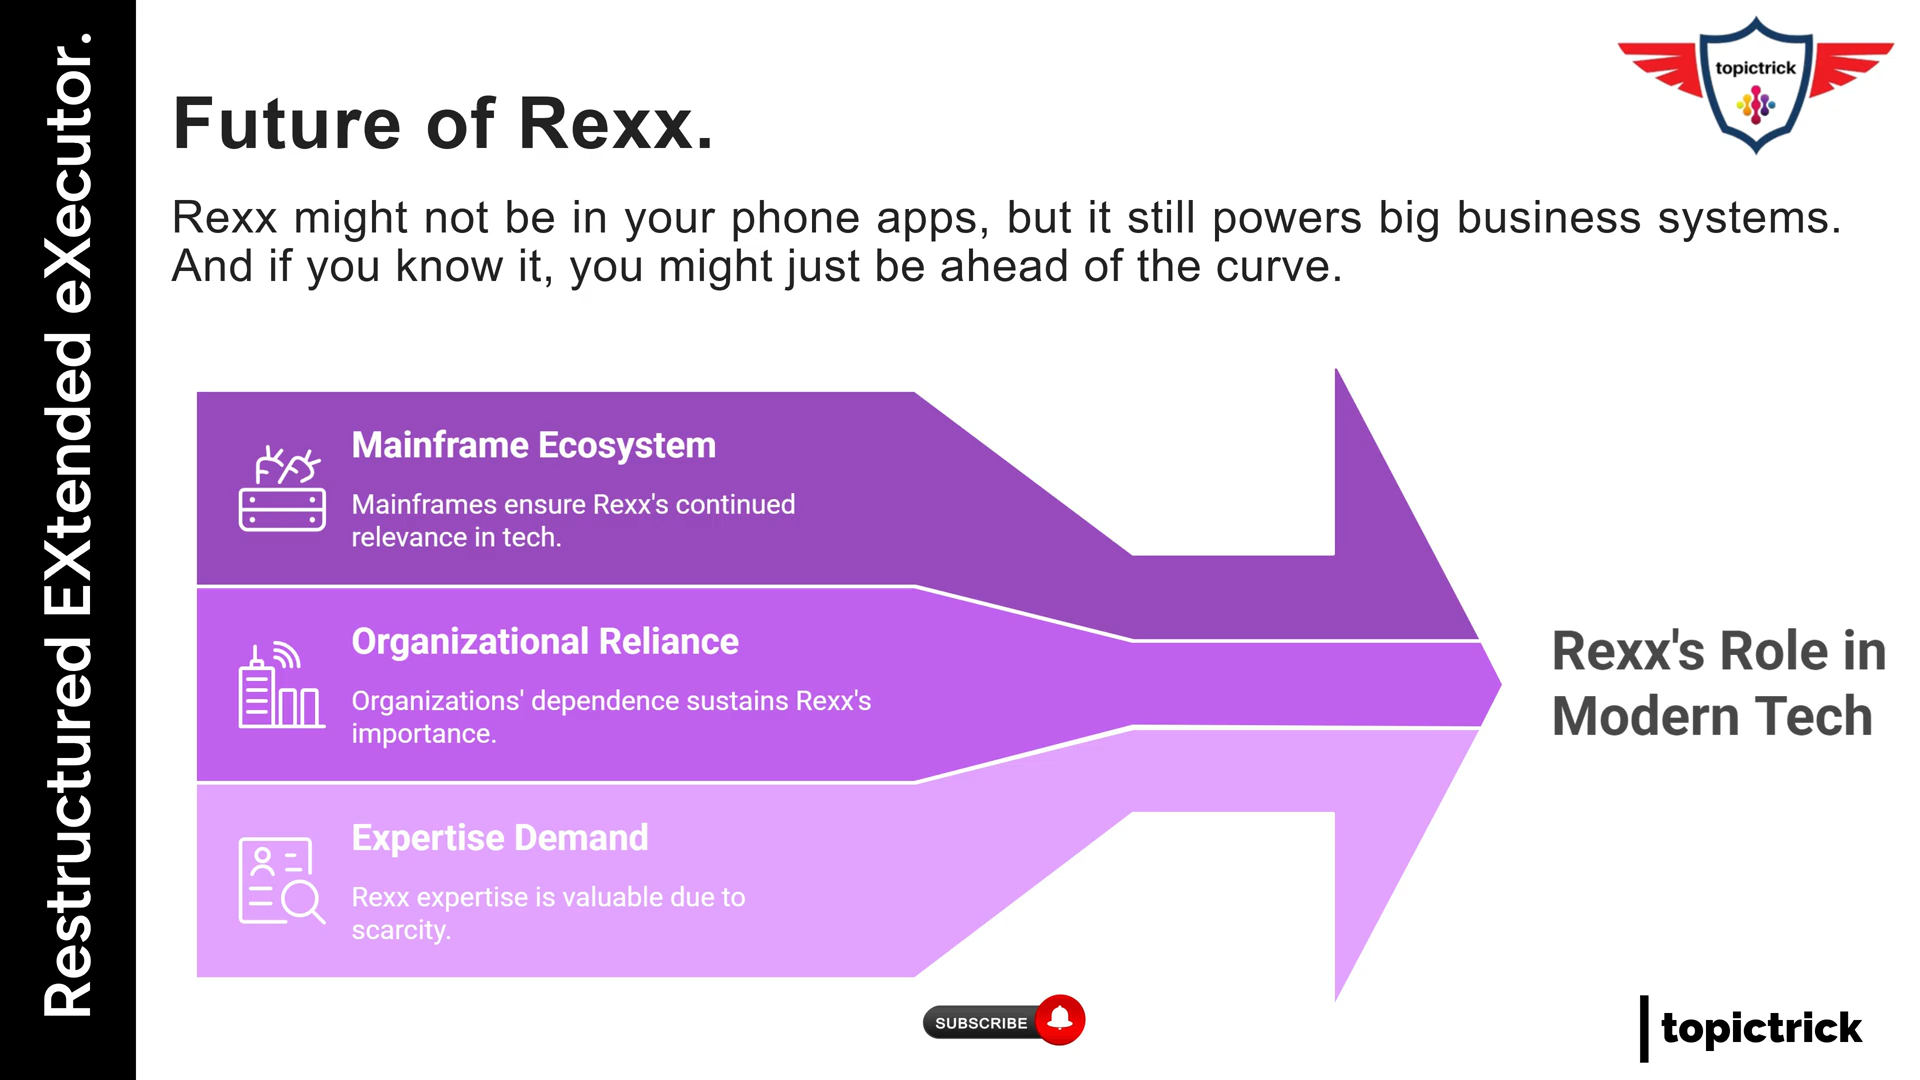 Restructured EXtended eXecutor.
topictrick
Future of Rexx.
Rexx might not be in your phone apps, but it still powers big business systems.
And if you know it, you might just be ahead of the curve.
Mainframe Ecosystem
Mainframes ensure Rexx's continued
relevance in tech.
Organizational Reliance
Organizations' dependence sustains Rexx's
importance.
Expertise Demand
Rexx expertise is valuable due to
scarcity.
Rexx's Role in
Modern Tech
SUBSCRIBE
topictrick